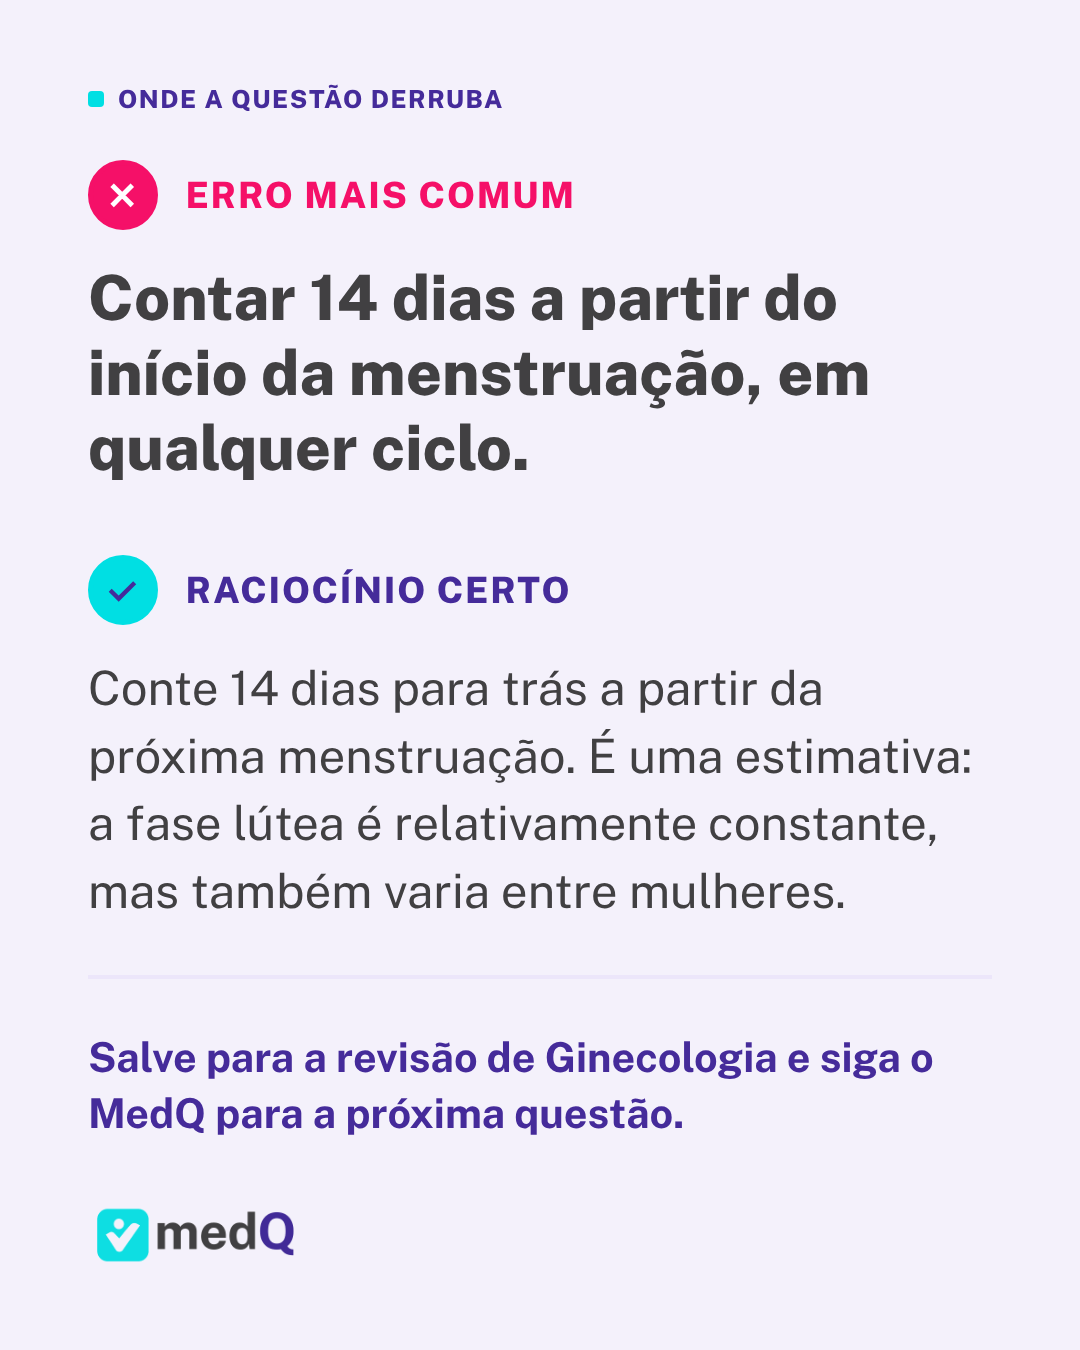 ONDE A QUESTÃO DERRUBA
ERRO MAIS COMUM
Contar 14 dias a partir do
início da menstruação, em
qualquer ciclo.
RACIOCÍNIO CERTO
Conte 14 dias para trás a partir da
próxima menstruação. É uma estimativa:
a fase lútea é relativamente constante,
mas também varia entre mulheres.
Salve para a revisão de Ginecologia e siga o
MedQ para a próxima questão.
medQ